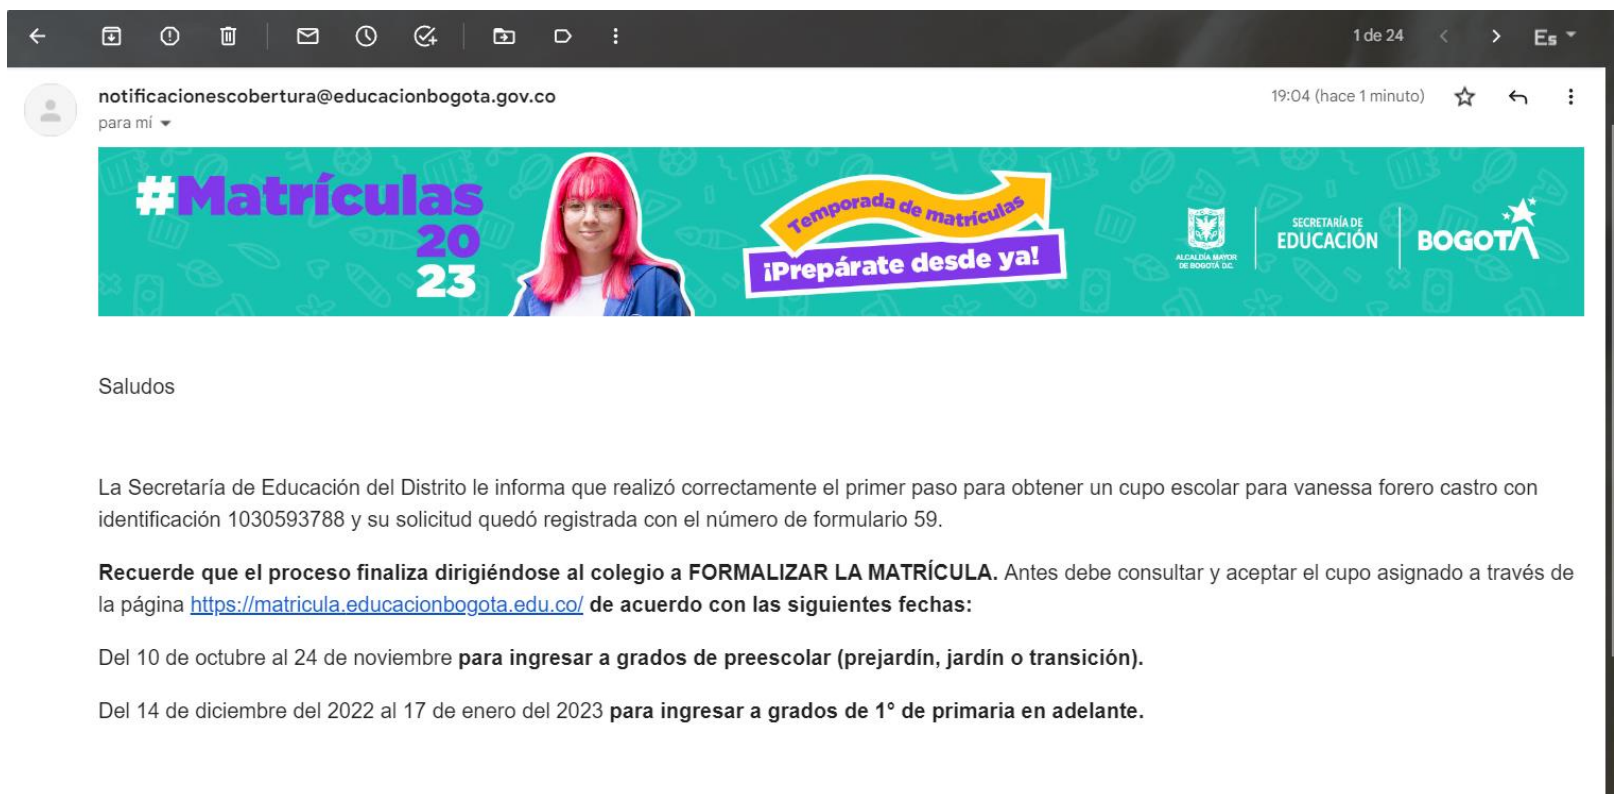 1 de 24
Es
notificacionescobertura@educacionbogota.gov.co
19:04 (hace 1 minuto)
para mí
#Matrículas
20
23
Temporada de matrículas
¡Prepárate desde ya!
ALCALDÍA MAYOR
DE BOGOTÁ D.C.
SECRETARÍA DE
EDUCACIÓN
BOGOTÁ
Saludos
La Secretaría de Educación del Distrito le informa que realizó correctamente el primer paso para obtener un cupo escolar para vanessa forero castro con
identificación 1030593788 y su solicitud quedó registrada con el número de formulario 59.
Recuerde que el proceso finaliza dirigiéndose al colegio a FORMALIZAR LA MATRÍCULA. Antes debe consultar y aceptar el cupo asignado a través de
la página https://matricula.educacionbogota.edu.co/ de acuerdo con las siguientes fechas:
Del 10 de octubre al 24 de noviembre para ingresar a grados de preescolar (prejardín, jardín o transición).
Del 14 de diciembre del 2022 al 17 de enero del 2023 para ingresar a grados de 1° de primaria en adelante.